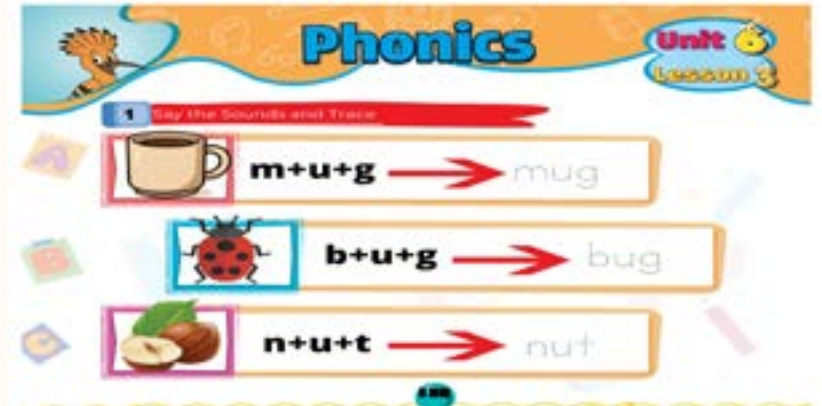 Phonics
Unit 6
Lesson 3
1 Say the Sounds and Trace
m+u+g mug
b+u+g bug
n+u+t nut